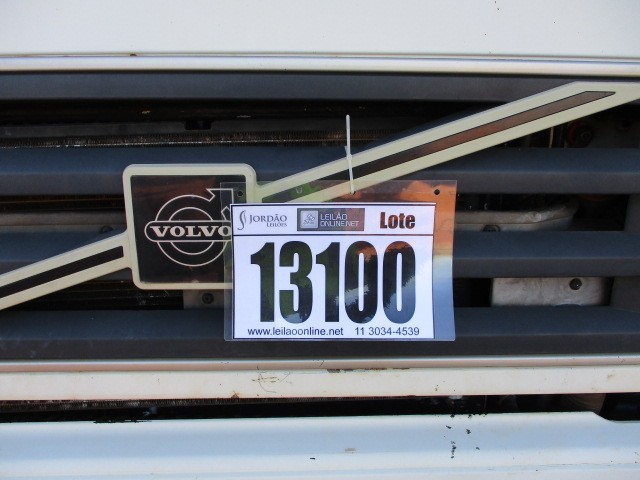 VOLVO
JORDÃO
LEILÕES
LEILÃO
ONLINE.NET
Lote
13100
www.leilaoonline.net 11 3034-4539